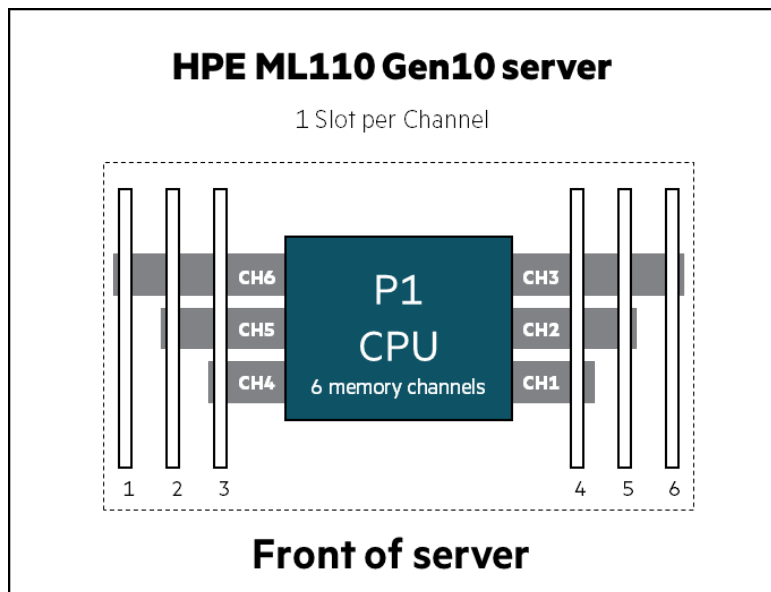 HPE ML110 Gen10 server
1 Slot per Channel
CH6
P1
CH3
CH5
CPU
CH2
CH4
6 memory channels
CH1
1 2 3 4 5 6
Front of server